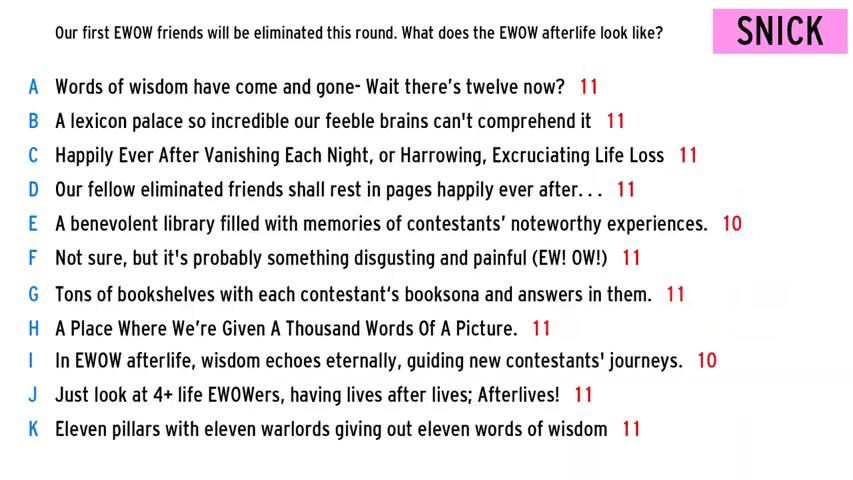 Our first EWOW friends will be eliminated this round. What does the EWOW afterlife look like?
SNICK
A Words of wisdom have come and gone- Wait there's twelve now? 11
B A lexicon palace so incredible our feeble brains can't comprehend it 11
C Happily Ever After Vanishing Each Night, or Harrowing, Excruciating Life Loss 11
D Our fellow eliminated friends shall rest in pages happily ever after... 11
E A benevolent library filled with memories of contestants' noteworthy experiences. 10
F Not sure, but it's probably something disgusting and painful (EW! OW!) 11
G Tons of bookshelves with each contestant's booksona and answers in them. 11
H A Place Where We're Given A Thousand Words Of A Picture. 11
I In EWOW afterlife, wisdom echoes eternally, guiding new contestants' journeys. 10
J Just look at 4+ life EWOWers, having lives after lives; Afterlives! 11
K Eleven pillars with eleven warlords giving out eleven words of wisdom 11